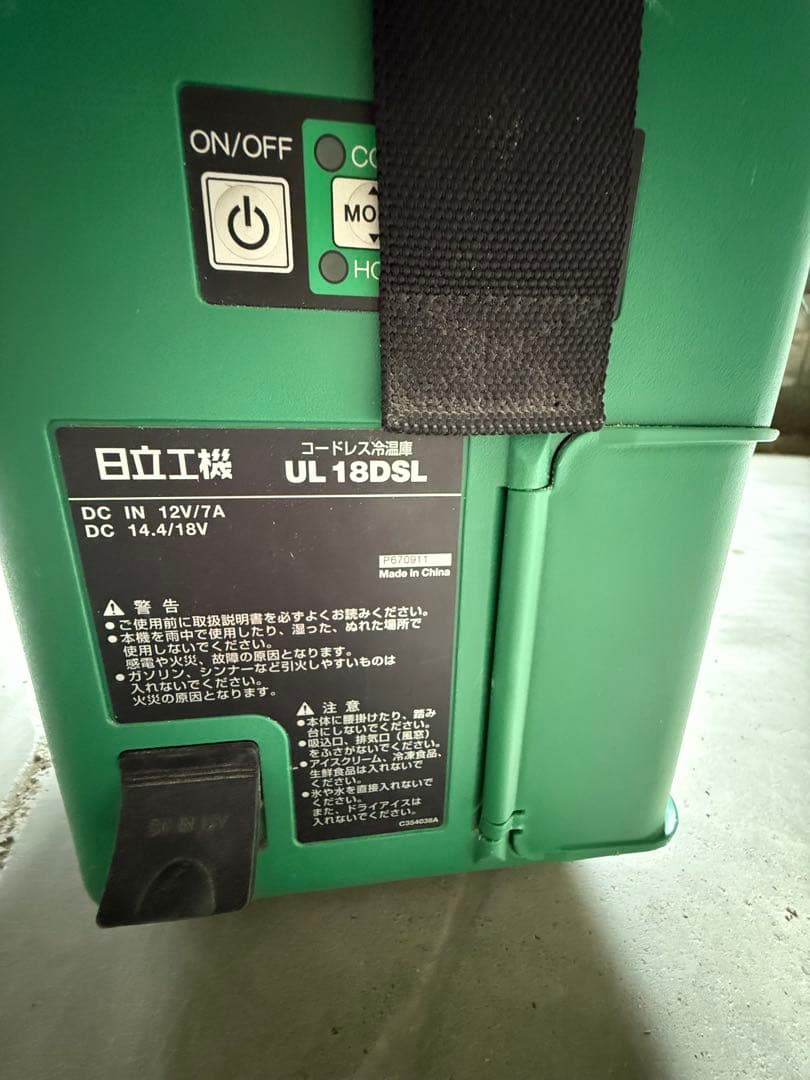 ON/OFF
CO
MO
HO
日立工機
コードレス冷温庫
UL 18DSL
DC IN 12V/7A
DC 14.4/18V
P670911
Made in China
警告
●ご使用前に取扱説明書を必ずよくお読みください。
●本機を雨中で使用したり、湿った、ぬれた場所で
使用しないでください。
感電や火災、故障の原因となります。
●ガソリン、シンナーなど引火しやすいものは
入れないでください。
火災の原因となります。
注意
●本体に腰掛けたり、踏み
台にしないでください。
●吸込口、排気口（風窓）
をふさがないでください。
●アイスクリーム、冷凍食品、
生鮮食品は入れないで
ください。
●氷や水を直接入れないで
ください。
また、ドライアイスは
入れないでください。
C354038A
DC IN 12V